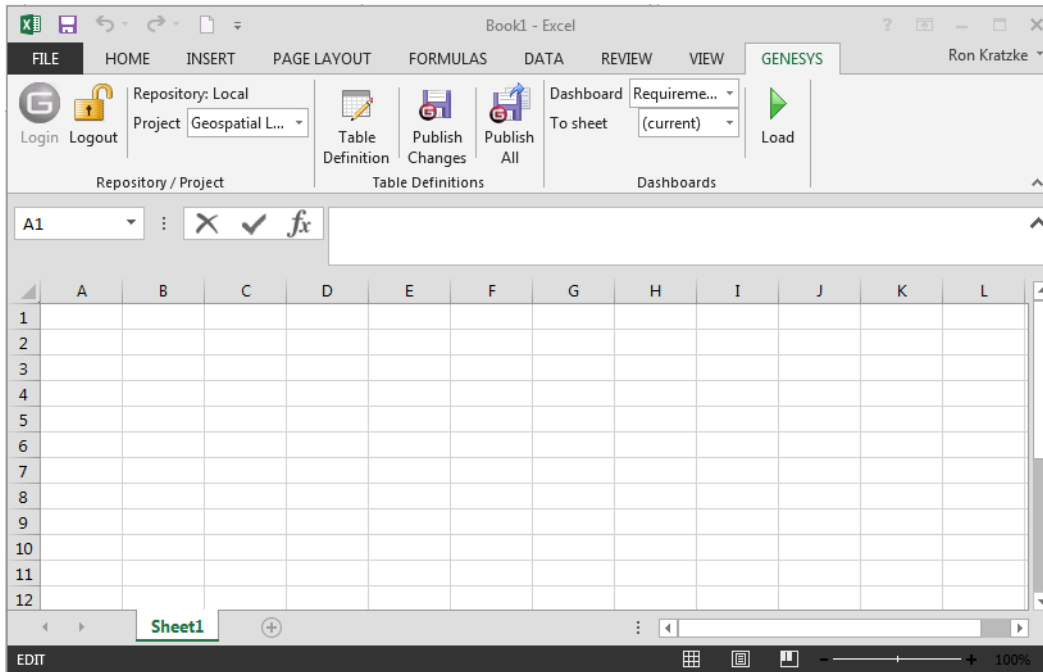 Book1 - Excel
FILE HOME INSERT PAGE LAYOUT FORMULAS DATA REVIEW VIEW GENESYS Ron Kratzke
Repository: Local
Project Geospatial L...
Login Logout
Table Definition
Publish Changes
Publish All
Dashboard Requireme...
To sheet (current)
Load
Repository / Project Table Definitions Dashboards
A1 fx
A B C D E F G H I J K L
1
2
3
4
5
6
7
8
9
10
11
12
Sheet1
EDIT 100%